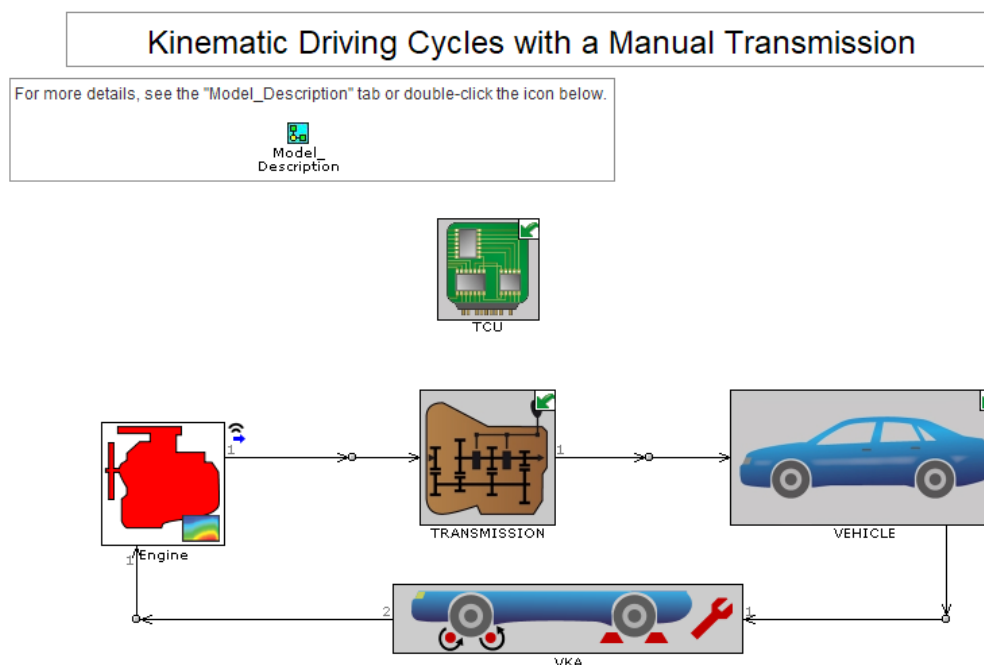 Kinematic Driving Cycles with a Manual Transmission
For more details, see the "Model_Description" tab or double-click the icon below.
Model_
Description
TCU
1
1
TRANSMISSION
VEHICLE
Engine
1
2
1
VKA